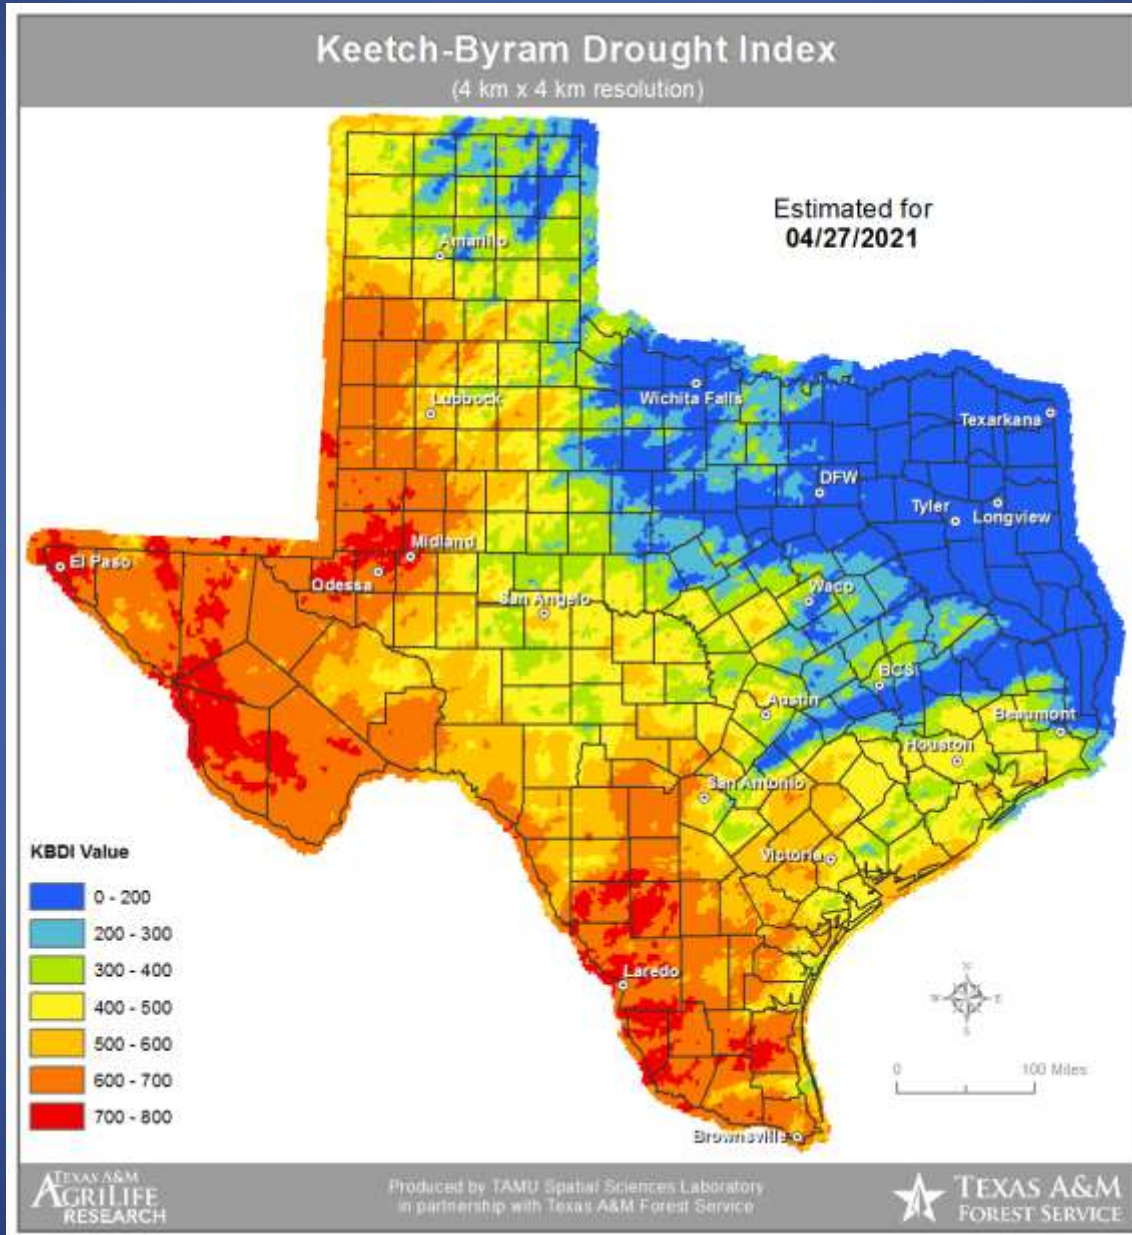 Keetch-Byram Drought Index
(4 km x 4 km resolution)
Estimated for
04/27/2021
Amarillo
Wichita Falls
Lubbock
Texarkana
DFW
Tyler
Longview
Midland
El Paso
Odessa
San Angelo
Waco
BCS
Austin
Beaumont
Houston
San Antonio
Victoria
Laredo
Brownsville
KBDI Value
0 - 200
200 - 300
300 - 400
400 - 500
500 - 600
600 - 700
700 - 800
N
W
E
S
0 100 Miles
TEXAS A&M
AGRILIFE
RESEARCH
Produced by TAMU Spatial Sciences Laboratory
in partnership with Texas A&M Forest Service
TEXAS A&M
FOREST SERVICE